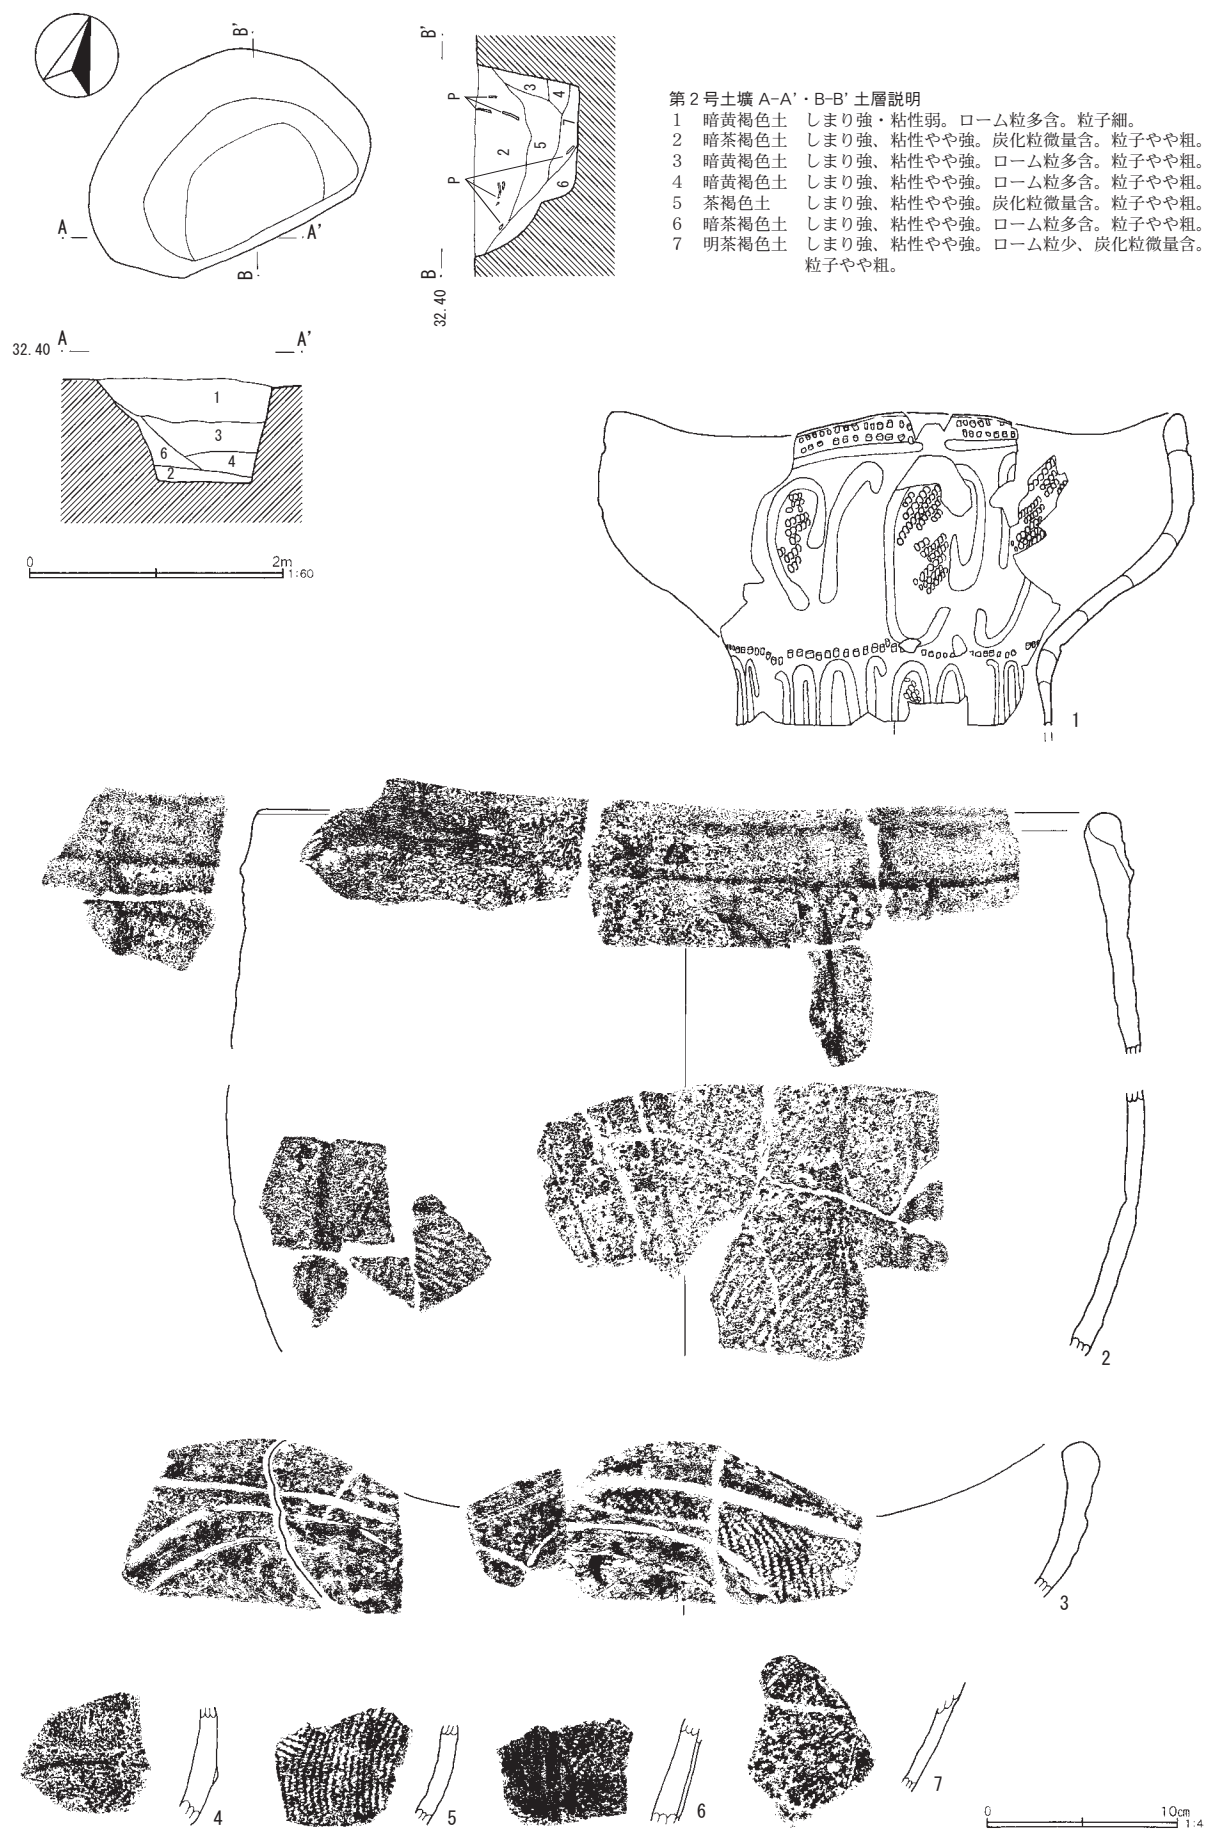 B'
A
A'
B
B'
P
P
3
4
7
2
5
6
B
32.40
第２号土壙 A-A'・B-B' 土層説明
1 暗黄褐色土 しまり強・粘性弱。ローム粒多含。粒子細。
2 暗茶褐色土 しまり強、粘性やや強。炭化粒微量含。粒子やや粗。
3 暗黄褐色土 しまり強、粘性やや強。ローム粒多含。粒子やや粗。
4 暗黄褐色土 しまり強、粘性やや強。ローム粒多含。粒子やや粗。
5 茶褐色土 しまり強、粘性やや強。炭化粒微量含。粒子やや粗。
6 暗茶褐色土 しまり強、粘性やや強。ローム粒多含。粒子やや粗。
7 明茶褐色土 しまり強、粘性やや強。ローム粒少、炭化粒微量含。
粒子やや粗。
32.40 A A'
1
3
6
4
2
0 2m 1:60
1
2
3
4
5
6
7
0 10cm 1:4